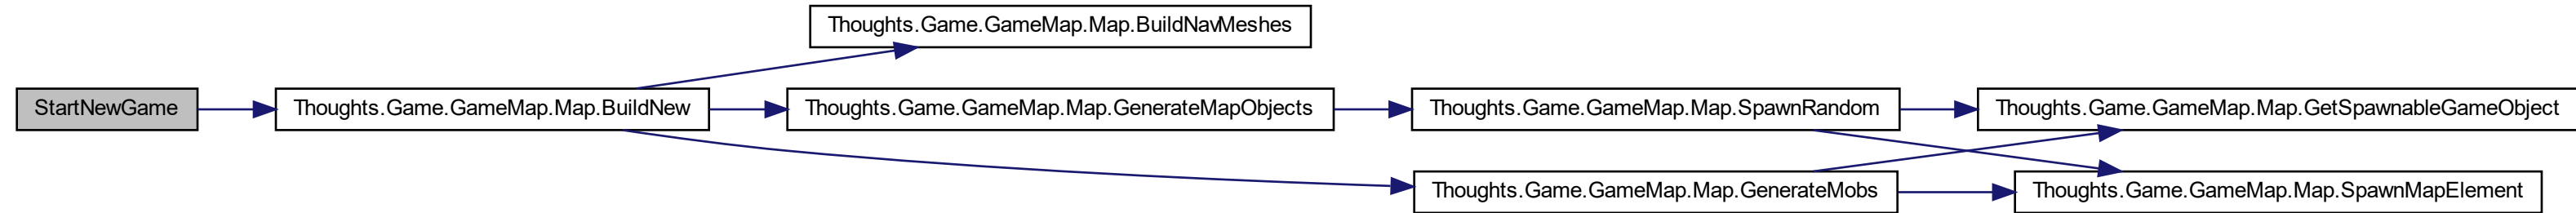 Thoughts.Game.GameMap.Map.BuildNavMeshes
StartNewGame
Thoughts.Game.GameMap.Map.BuildNew
Thoughts.Game.GameMap.Map.GenerateMapObjects
Thoughts.Game.GameMap.Map.SpawnRandom
Thoughts.Game.GameMap.Map.GetSpawnableGameObject
Thoughts.Game.GameMap.Map.GenerateMobs
Thoughts.Game.GameMap.Map.SpawnMapElement